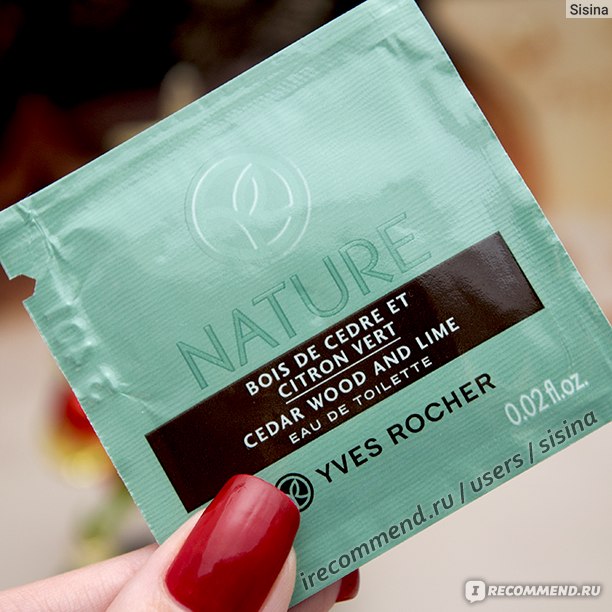 Sisina
NATURE
BOIS DE CEDRE ET
CITRON VERT
CEDAR WOOD AND LIME
EAU DE TOILETTE
YVES ROCHER
0.02 fl.oz.
irecommend.ru / users / sisina
IRECOMMEND.RU